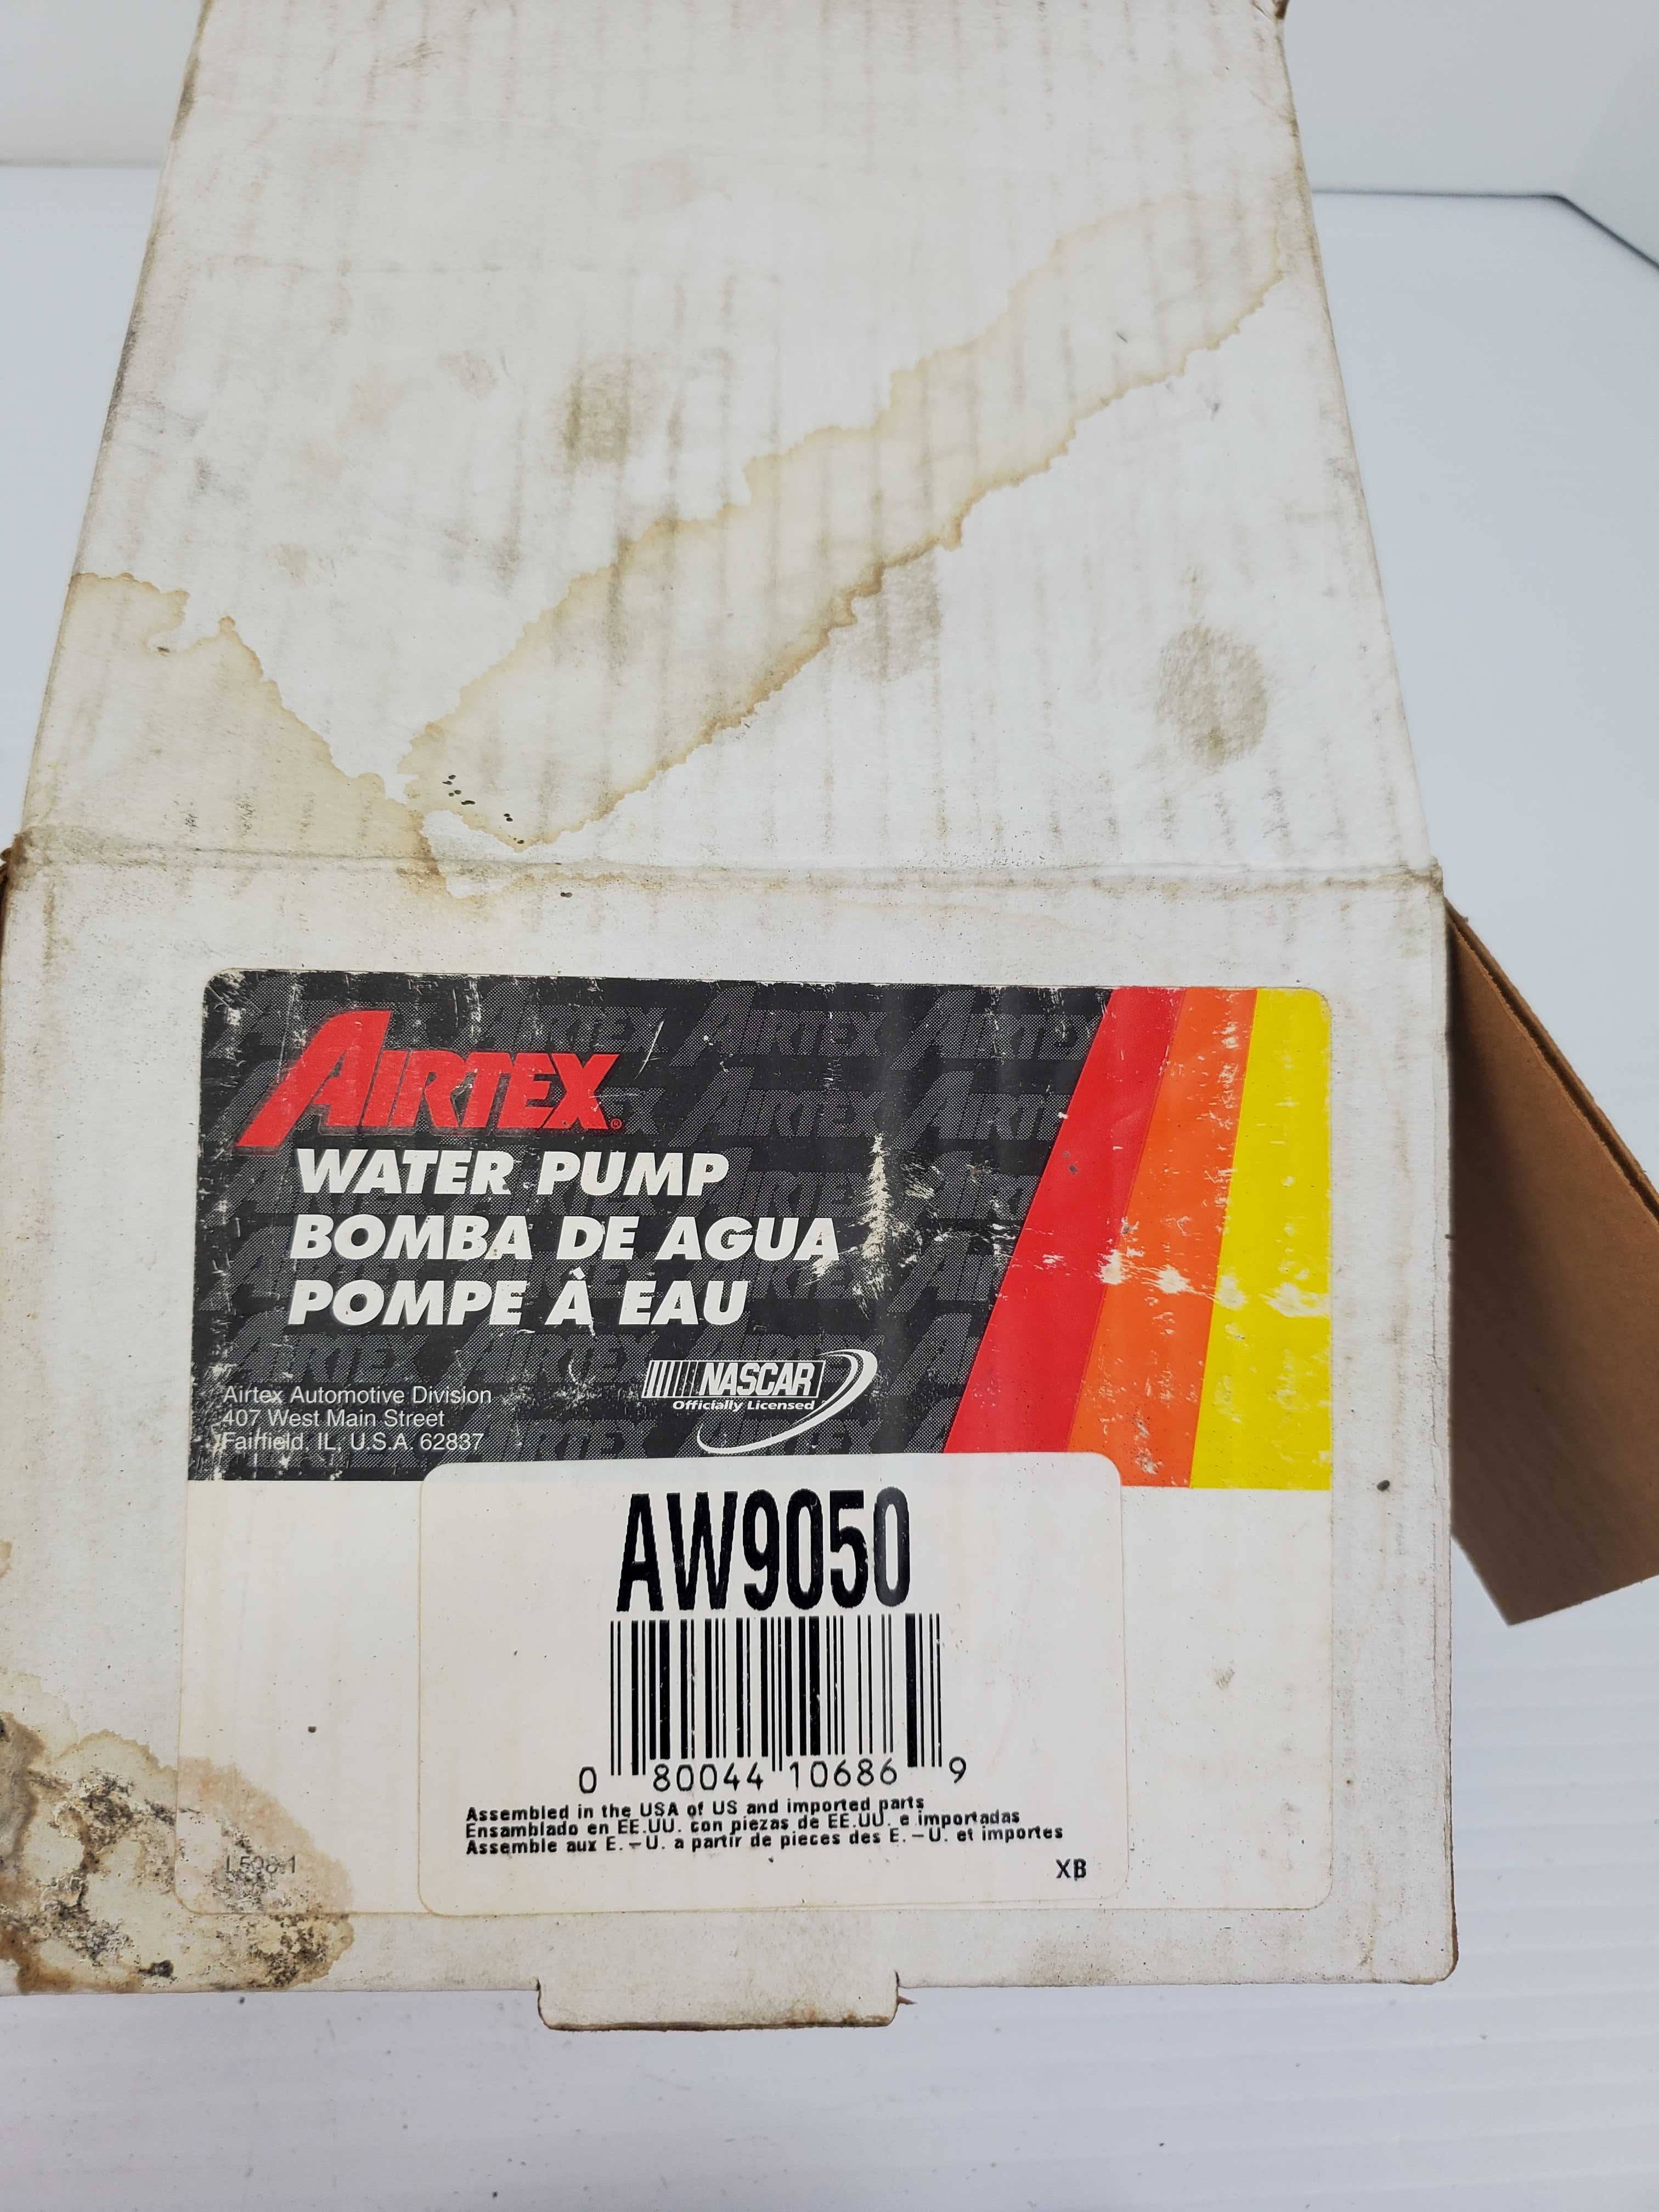 AIRTEX®
WATER PUMP
BOMBA DE AGUA
POMPE À EAU
NASCAR
Officially Licensed
Airtex Automotive Division
407 West Main Street
Fairfield, IL, U.S.A. 62837
AW9050
0 80044 10686 9
Assembled in the USA of US and imported parts
Ensamblado en EE.UU. con piezas de EE.UU. e importadas
Assemble aux E.-U. a partir de pieces des E.-U. et importes
XB